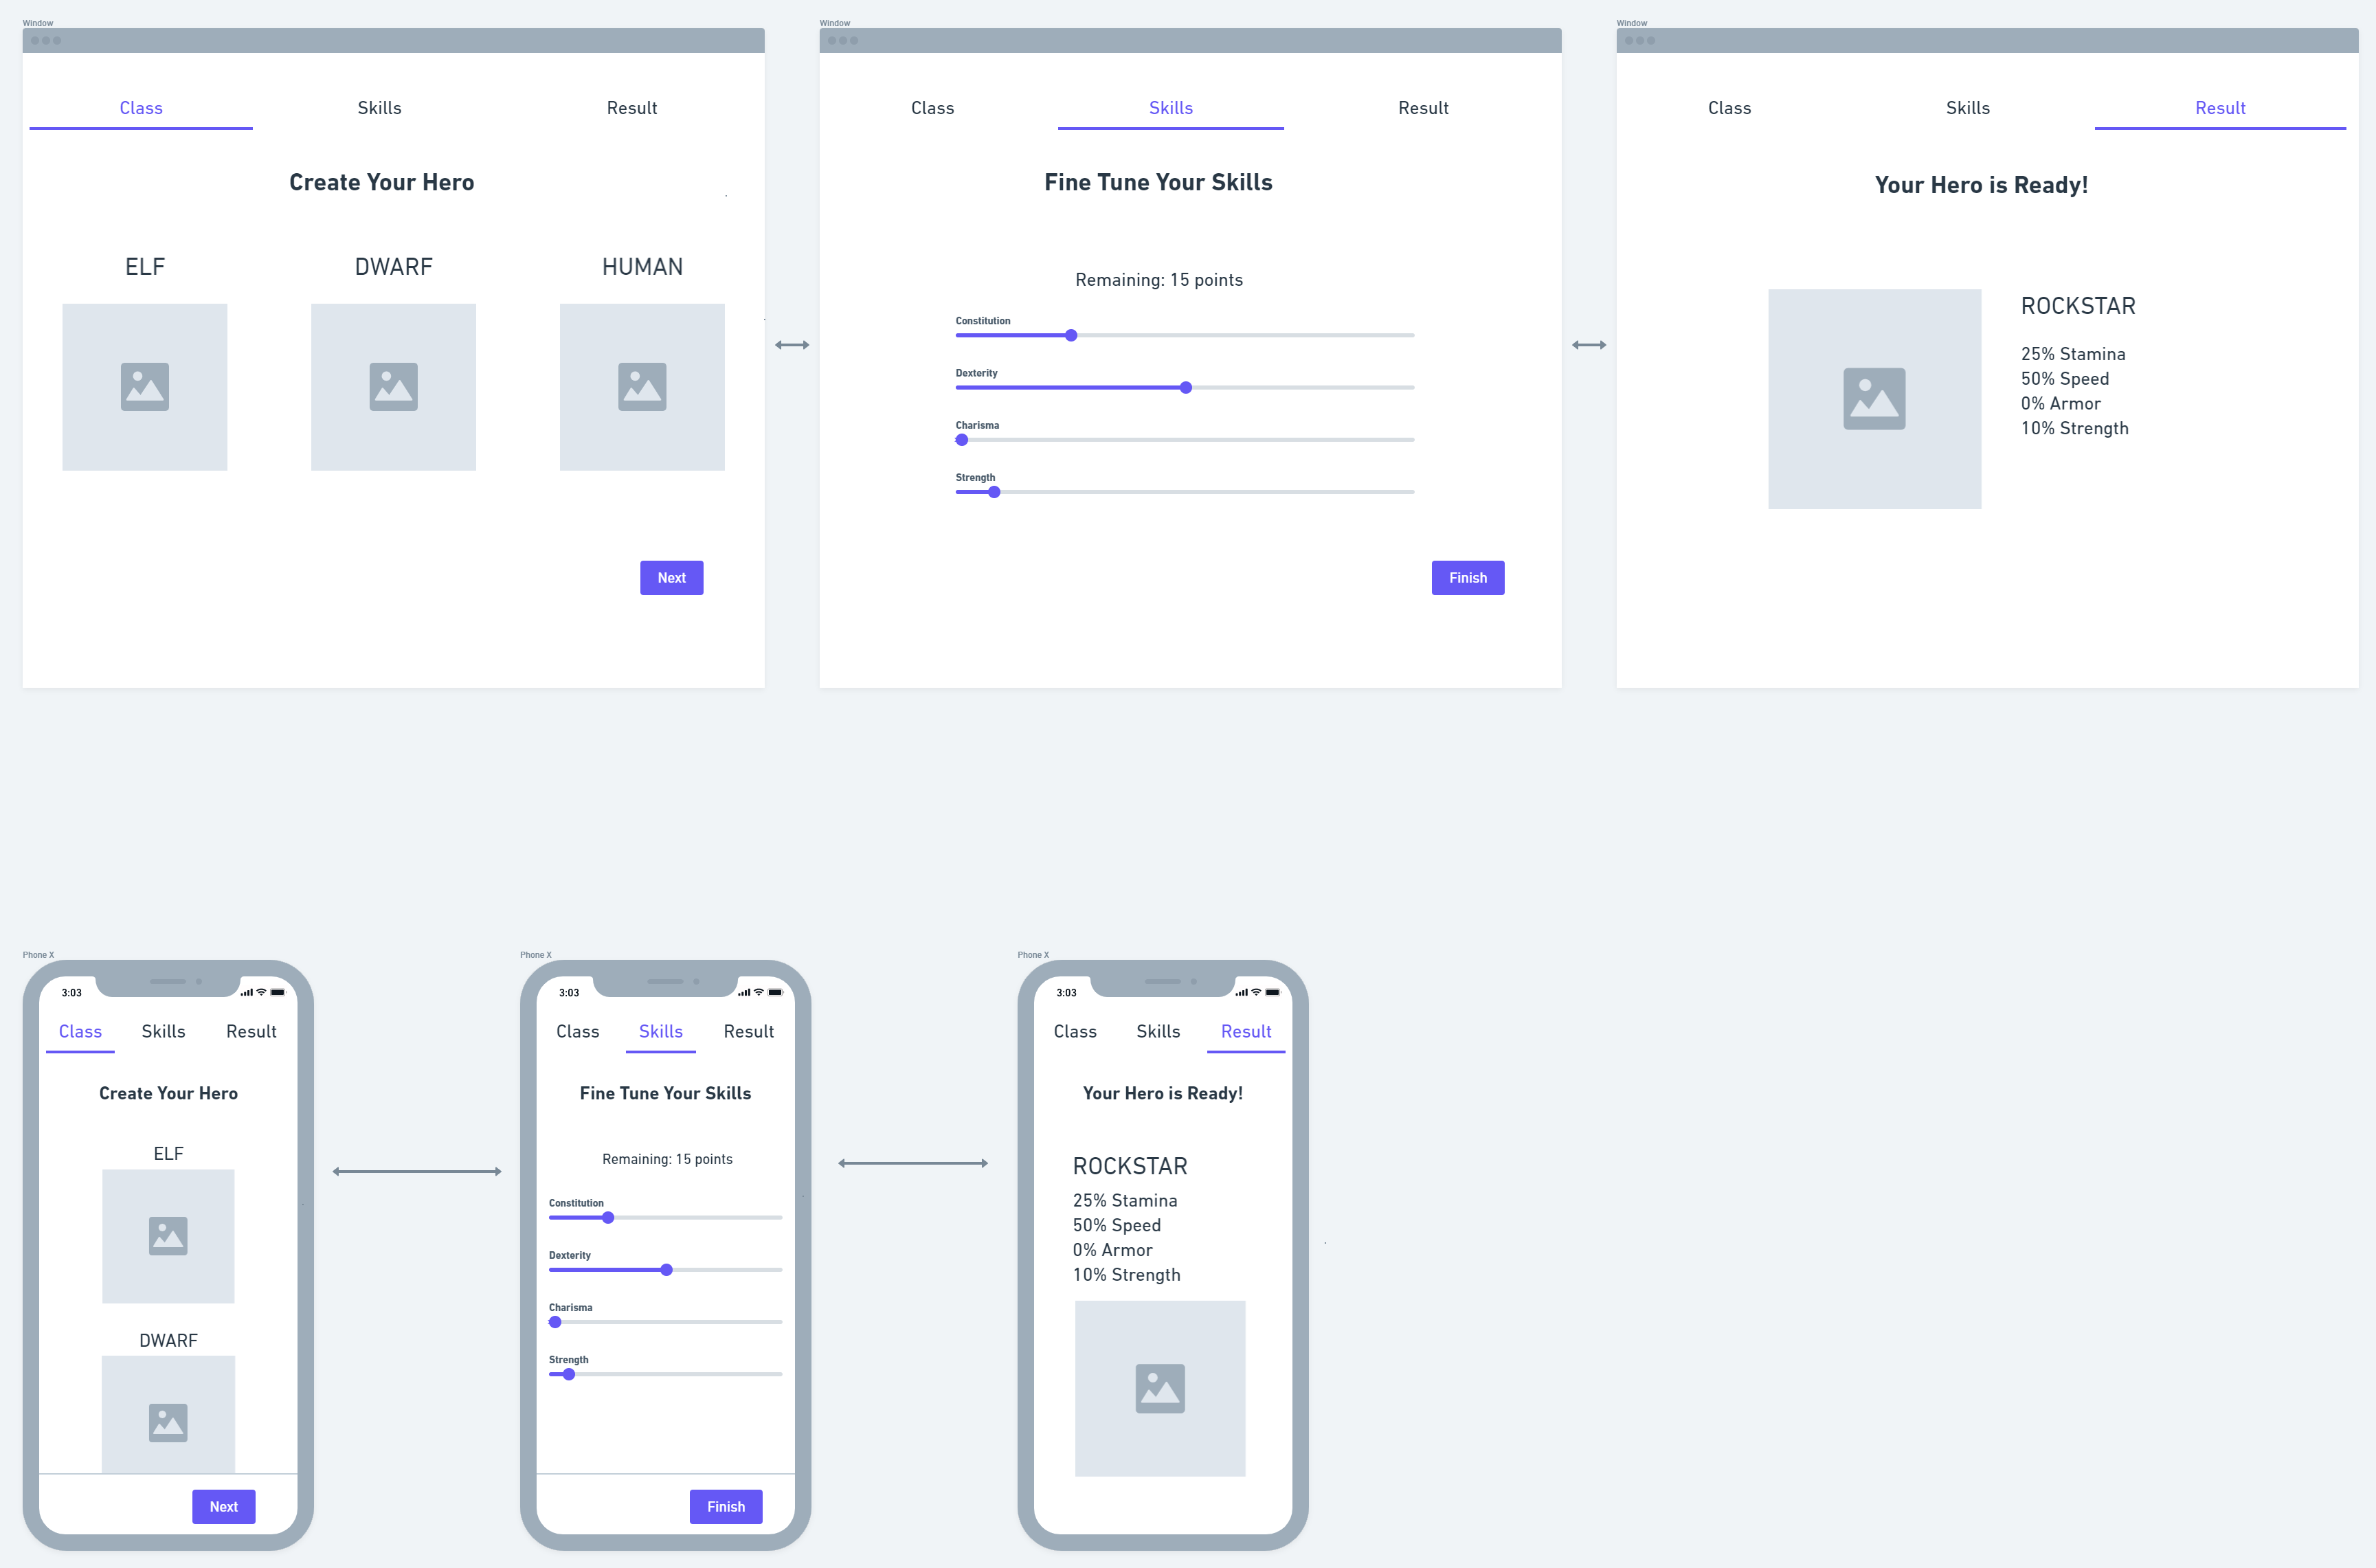 Window
Class
Skills
Result
Create Your Hero
ELF
DWARF
HUMAN
Next
Window
Class
Skills
Result
Fine Tune Your Skills
Remaining: 15 points
Constitution
Dexterity
Charisma
Strength
Finish
Window
Class
Skills
Result
Your Hero is Ready!
ROCKSTAR
25% Stamina
50% Speed
0% Armor
10% Strength
Phone X
3:03
Class
Skills
Result
Create Your Hero
ELF
DWARF
Next
Phone X
3:03
Class
Skills
Result
Fine Tune Your Skills
Remaining: 15 points
Constitution
Dexterity
Charisma
Strength
Finish
Phone X
3:03
Class
Skills
Result
Your Hero is Ready!
ROCKSTAR
25% Stamina
50% Speed
0% Armor
10% Strength